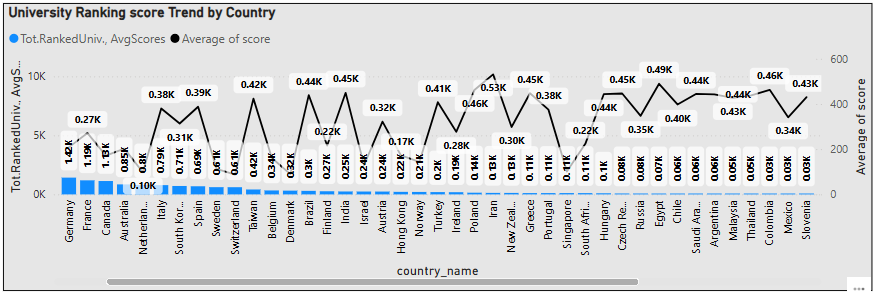 University Ranking score Trend by Country
Tot.RankedUniv., AvgScores Average of score
Tot.RankedUniv. AvgS...
10K
5K
0K
1.42K 1.19K 1.13K 0.85K 0.8K 0.79K 0.71K 0.69K 0.61K 0.61K 0.42K 0.34K 0.32K 0.3K 0.27K 0.25K 0.24K 0.24K 0.22K 0.21K 0.2K 0.19K 0.14K 0.13K 0.13K 0.11K 0.11K 0.11K 0.11K 0.1K 0.08K 0.08K 0.07K 0.06K 0.06K 0.06K 0.05K 0.05K 0.03K 0.03K 0.03K
0.27K 0.10K 0.38K 0.31K 0.39K 0.42K 0.44K 0.22K 0.45K 0.32K 0.17K 0.41K 0.28K 0.46K 0.53K 0.30K 0.45K 0.38K 0.22K 0.44K 0.45K 0.35K 0.49K 0.40K 0.44K 0.43K 0.44K 0.46K 0.34K 0.43K
600
400
200
0
Average of score
Germany
France
Canada
Australia
Netherlan...
Italy
South Kor...
Spain
Sweden
Switzerland
Taiwan
Belgium
Denmark
Brazil
Finland
India
Israel
Austria
Hong Kong
Norway
Turkey
Ireland
Poland
Iran
New Zeal...
Greece
Portugal
Singapore
South Afri...
Hungary
Czech Re...
Russia
Egypt
Chile
Saudi Ara...
Argentina
Malaysia
Thailand
Colombia
Mexico
Slovenia
country_name